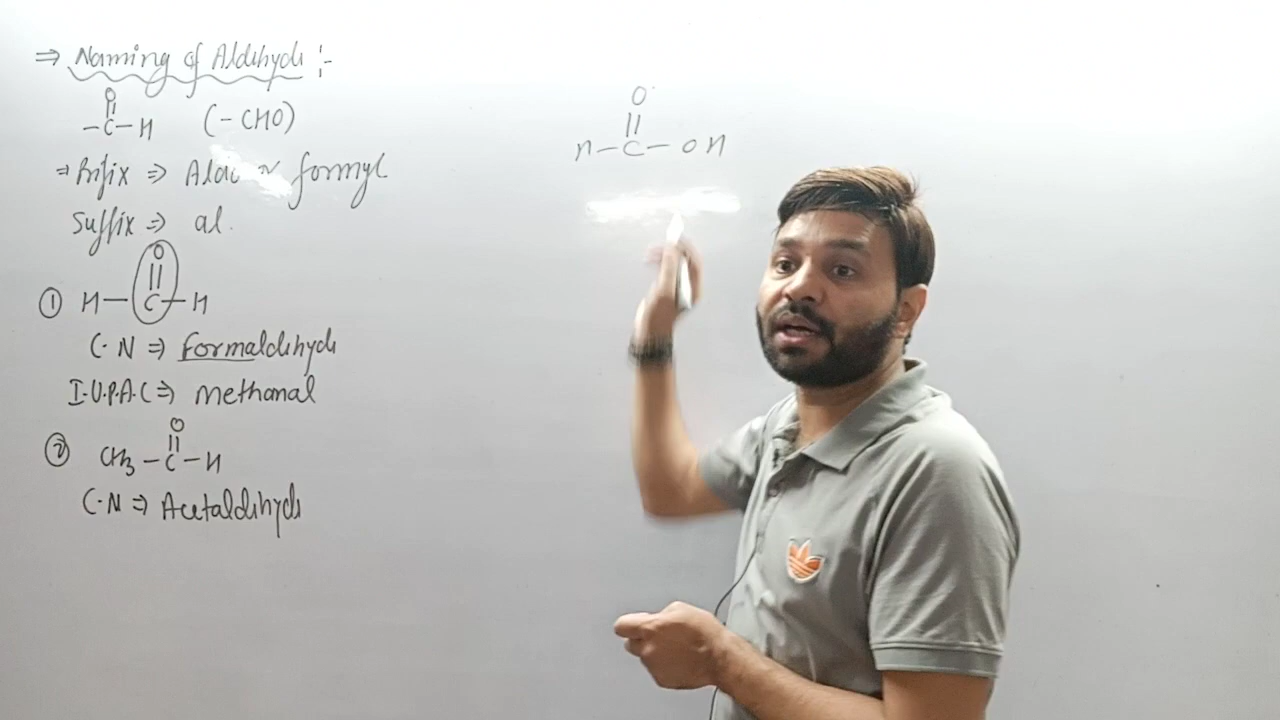 ⇒ Naming of Aldehyde :-
O
||
–C–H (–CHO)
⇒ Prefix ⇒ formyl
Suffix ⇒ al.
O
||
① H–C–H
C.N ⇒ Formaldehyde
I.U.P.A.C ⇒ methanal
O
||
② CH₃–C–H
C.N ⇒ Acetaldehyde
O
||
H–C–OH